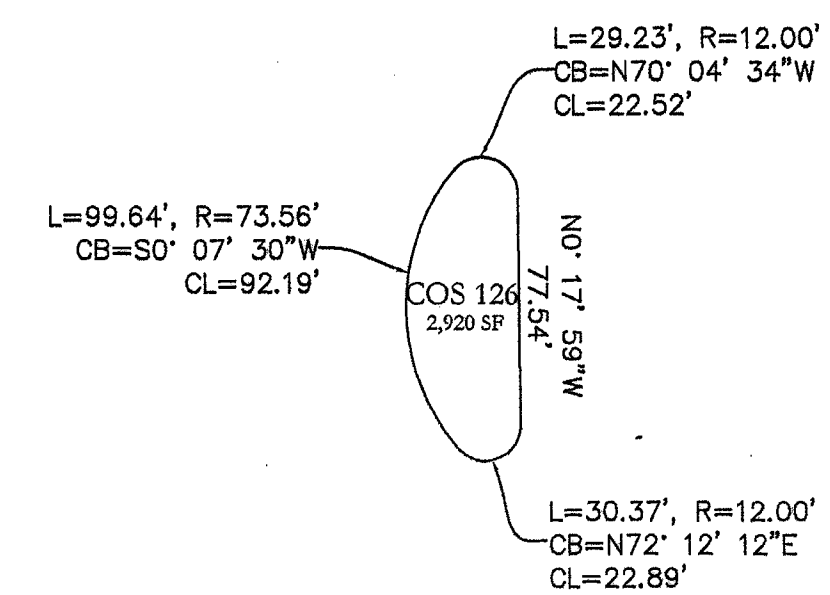 L=29.23', R=12.00'
CB=N70° 04' 34"W
CL=22.52'
L=99.64', R=73.56'
CB=S0° 07' 30"W
CL=92.19'
COS 126
2,920 SF
N0° 17' 59"W
77.54'
L=30.37', R=12.00'
CB=N72° 12' 12"E
CL=22.89'